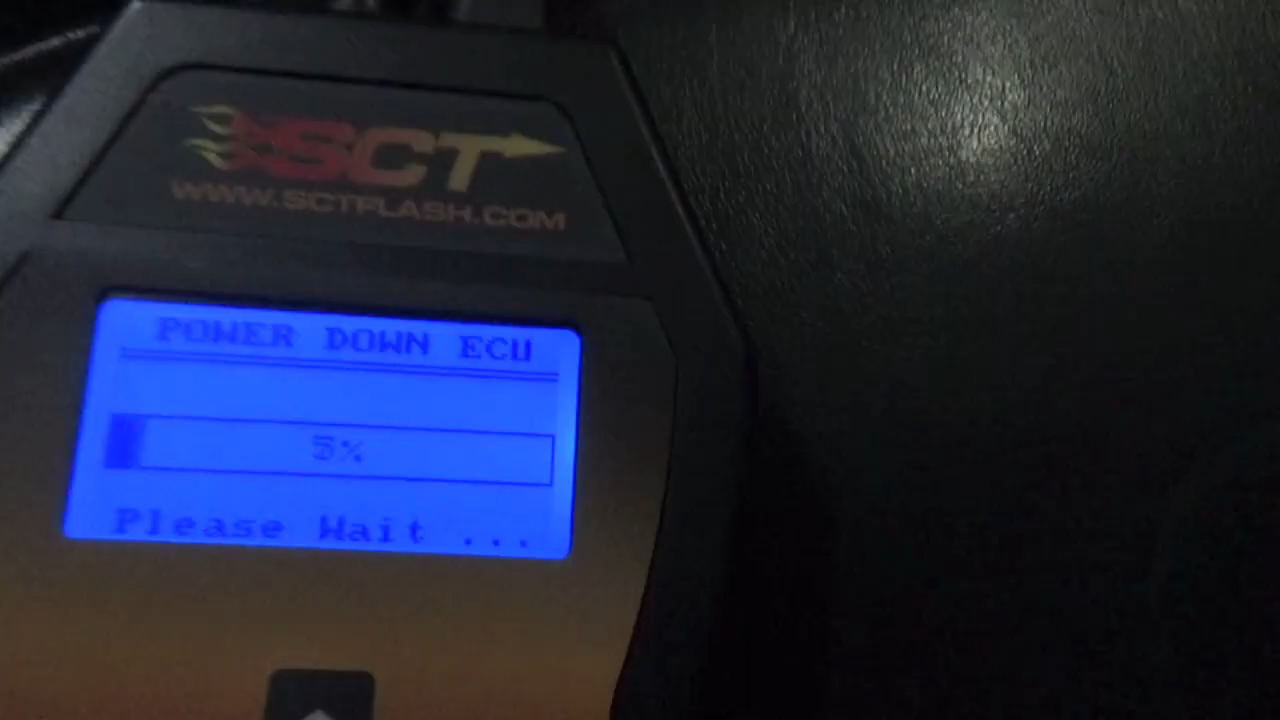 SCT
WWW.SCTFLASH.COM
POWER DOWN ECU
5%
Please Wait ...